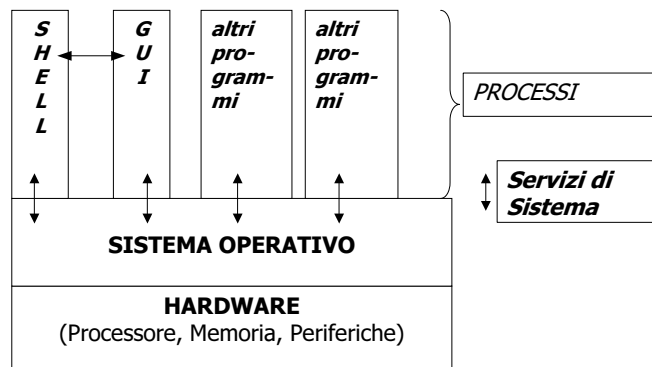 S
H
E
L
L
G
U
I
altri
pro-
gram-
mi
altri
pro-
gram-
mi
PROCESSI
Servizi di
Sistema
SISTEMA OPERATIVO
HARDWARE
(Processore, Memoria, Periferiche)